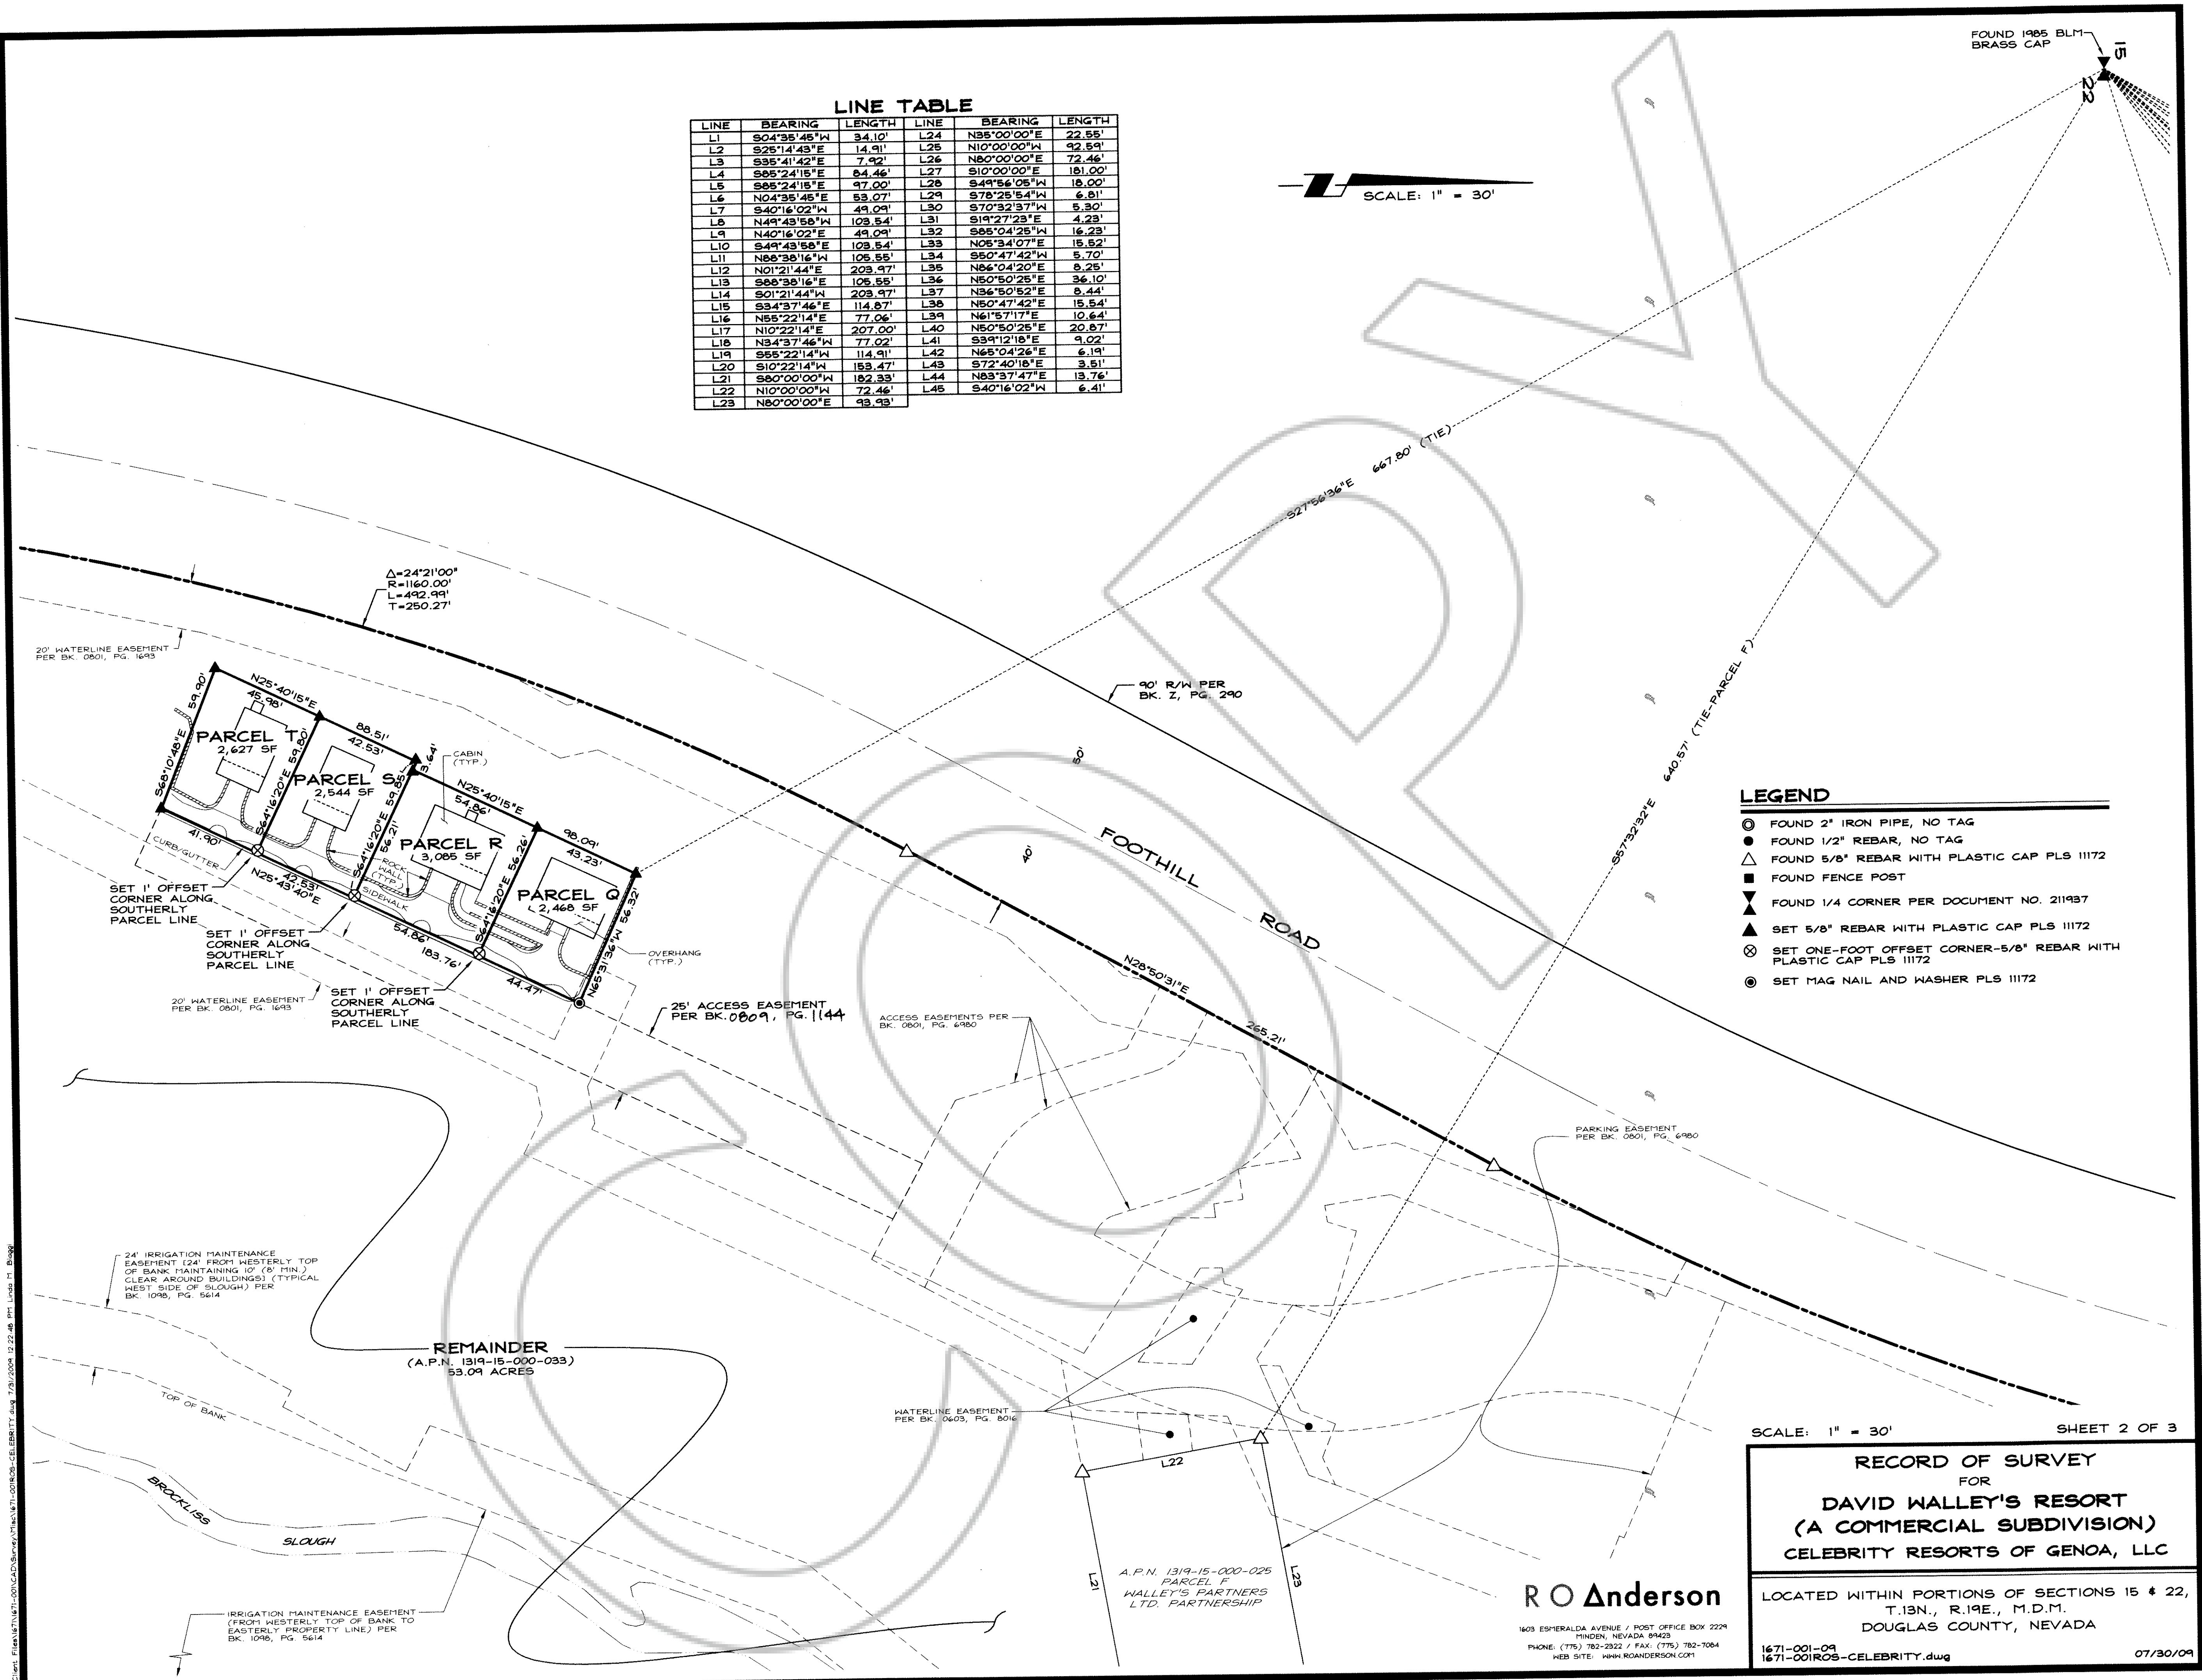 FOUND 1985 BLM
BRASS CAP
15
22
LINE TABLE
LINE BEARING LENGTH LINE BEARING LENGTH
L1 S04°35'45"W 34.10' L24 N35°00'00"E 22.55'
L2 S25°14'43"E 14.91' L25 N10°00'00"W 92.59'
L3 S35°41'42"E 7.92' L26 N80°00'00"E 72.46'
L4 S85°24'15"E 84.46' L27 S10°00'00"E 181.00'
L5 S85°24'15"E 97.00' L28 S49°56'05"W 18.00'
L6 N04°35'45"E 53.07' L29 S78°25'54"W 6.81'
L7 S40°16'02"W 49.09' L30 S70°32'37"W 5.30'
L8 N49°43'58"W 103.54' L31 S19°27'23"E 4.23'
L9 N40°16'02"E 49.09' L32 S85°04'25"W 16.23'
L10 S49°43'58"E 103.54' L33 N05°34'07"E 15.52'
L11 N88°38'16"W 105.55' L34 S50°47'42"W 5.70'
L12 N01°21'44"E 203.97' L35 N86°04'20"E 8.25'
L13 S88°38'16"E 105.55' L36 N50°50'25"E 36.10'
L14 S01°21'44"W 203.97' L37 N36°50'52"E 8.44'
L15 S34°37'46"E 114.87' L38 N50°47'42"E 15.54'
L16 N55°22'14"E 77.06' L39 N61°57'17"E 10.64'
L17 N10°22'14"E 207.00' L40 N50°50'25"E 20.87'
L18 N34°37'46"W 77.02' L41 S39°12'18"E 9.02'
L19 S55°22'14"W 114.91' L42 N65°04'26"E 6.19'
L20 S10°22'14"W 153.47' L43 S72°40'18"E 3.51'
L21 S80°00'00"W 182.33' L44 N83°37'47"E 13.76'
L22 N10°00'00"W 72.46' L45 S40°16'02"W 6.41'
L23 N80°00'00"E 93.93'
SCALE: 1" = 30'
S27°56'36"E 667.80' (TIE)
S57°32'32"E 640.57' (TIE-PARCEL F)
Δ=24°21'00"
R=1160.00'
L=492.99'
T=250.27'
20' WATERLINE EASEMENT
PER BK. 0801, PG. 1693
90' R/W PER
BK. Z, PG. 290
50'
40'
FOOTHILL ROAD
N28°50'31"E
265.21'
N25°40'15"E
45.98'
59.90'
S68°10'48"E
PARCEL T
2,627 SF
S64°16'20"E 59.80'
88.51'
42.53'
PARCEL S
2,544 SF
3.64'
S64°16'20"E 59.85'
56.21'
CABIN
(TYP.)
N25°40'15"E
54.86'
PARCEL R
3,085 SF
S64°16'20"E 56.26'
98.09'
43.23'
PARCEL Q
2,468 SF
N65°31'36"W 56.32'
ROCK
WALL
(TYP.)
SIDEWALK
CURB/GUTTER
41.90'
42.53'
N25°43'40"E
54.86'
183.76'
44.47'
OVERHANG
(TYP.)
SET 1' OFFSET
CORNER ALONG
SOUTHERLY
PARCEL LINE
SET 1' OFFSET
CORNER ALONG
SOUTHERLY
PARCEL LINE
SET 1' OFFSET
CORNER ALONG
SOUTHERLY
PARCEL LINE
20' WATERLINE EASEMENT
PER BK. 0801, PG. 1693
25' ACCESS EASEMENT
PER BK. 0809, PG. 1144
ACCESS EASEMENTS PER
BK. 0801, PG. 6980
PARKING EASEMENT
PER BK. 0801, PG. 6980
LEGEND
FOUND 2" IRON PIPE, NO TAG
FOUND 1/2" REBAR, NO TAG
FOUND 5/8" REBAR WITH PLASTIC CAP PLS 11172
FOUND FENCE POST
FOUND 1/4 CORNER PER DOCUMENT NO. 211937
SET 5/8" REBAR WITH PLASTIC CAP PLS 11172
SET ONE-FOOT OFFSET CORNER-5/8" REBAR WITH
PLASTIC CAP PLS 11172
SET MAG NAIL AND WASHER PLS 11172
24' IRRIGATION MAINTENANCE
EASEMENT [24' FROM WESTERLY TOP
OF BANK MAINTAINING 10' (8' MIN.)
CLEAR AROUND BUILDINGS] (TYPICAL
WEST SIDE OF SLOUGH) PER
BK. 1098, PG. 5614
REMAINDER
(A.P.N. 1319-15-000-033)
53.09 ACRES
TOP OF BANK
BROCKLISS
SLOUGH
IRRIGATION MAINTENANCE EASEMENT
(FROM WESTERLY TOP OF BANK TO
EASTERLY PROPERTY LINE) PER
BK. 1098, PG. 5614
WATERLINE EASEMENT
PER BK. 0603, PG. 8016
L22
L21
L23
A.P.N. 1319-15-000-025
PARCEL F
WALLEY'S PARTNERS
LTD. PARTNERSHIP
R O Anderson
1603 ESMERALDA AVENUE / POST OFFICE BOX 2229
MINDEN, NEVADA 89423
PHONE: (775) 782-2322 / FAX: (775) 782-7084
WEB SITE: WWW.ROANDERSON.COM
SCALE: 1" = 30' SHEET 2 OF 3
RECORD OF SURVEY
FOR
DAVID WALLEY'S RESORT
(A COMMERCIAL SUBDIVISION)
CELEBRITY RESORTS OF GENOA, LLC
LOCATED WITHIN PORTIONS OF SECTIONS 15 & 22,
T.13N., R.19E., M.D.M.
DOUGLAS COUNTY, NEVADA
1671-001-09
1671-001ROS-CELEBRITY.dwg 07/30/09
Client Files\1671\1671-001\CAD\Survey\Misc\1671-001ROS-CELEBRITY.dwg 7/31/2009 12:22:48 PM Linda M. Biaggi
COPY